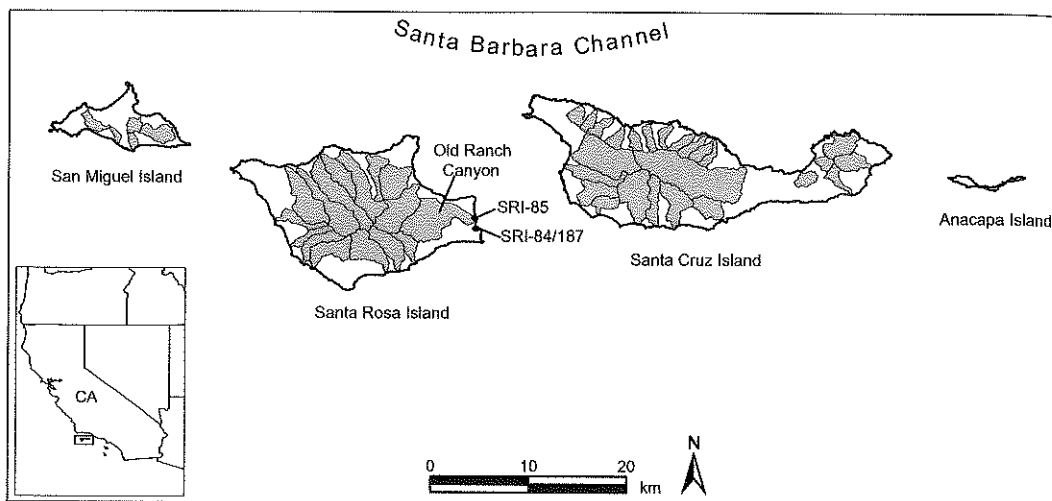 Santa Barbara Channel
San Miguel Island
Old Ranch
Canyon
SRI-85
SRI-84/187
Santa Rosa Island
Santa Cruz Island
Anacapa Island
CA
N
0 10 20
km